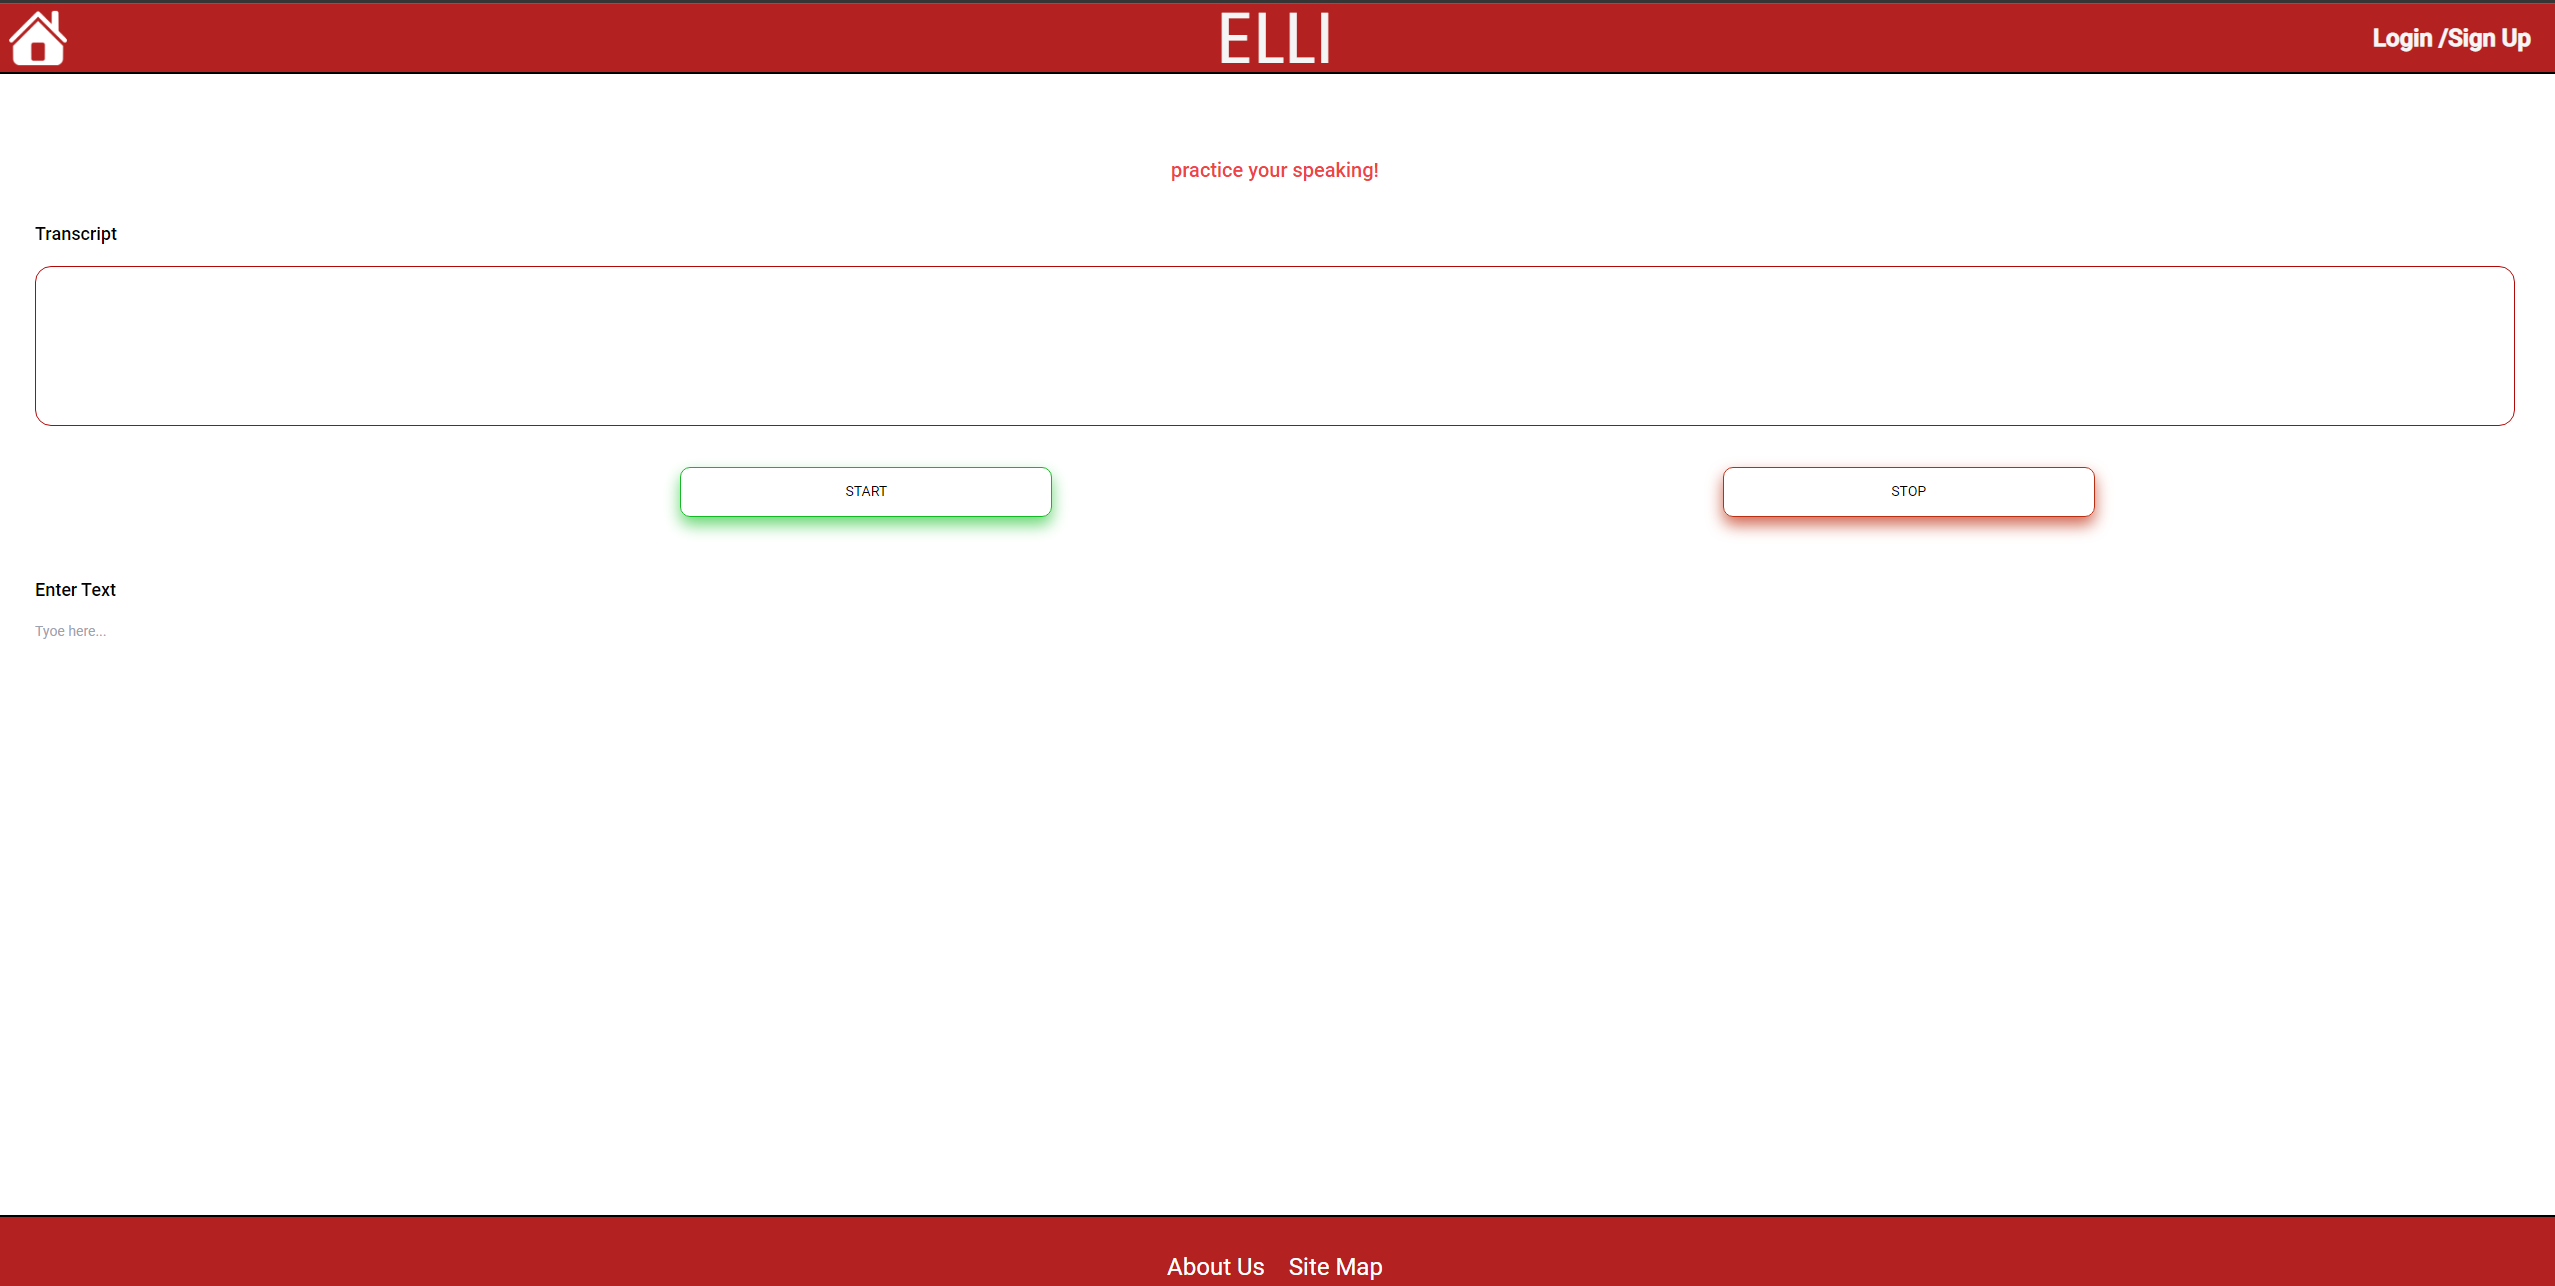 ELLI
Login /Sign Up
practice your speaking!
Transcript
START
STOP
Enter Text
Tyoe here...
About Us
Site Map